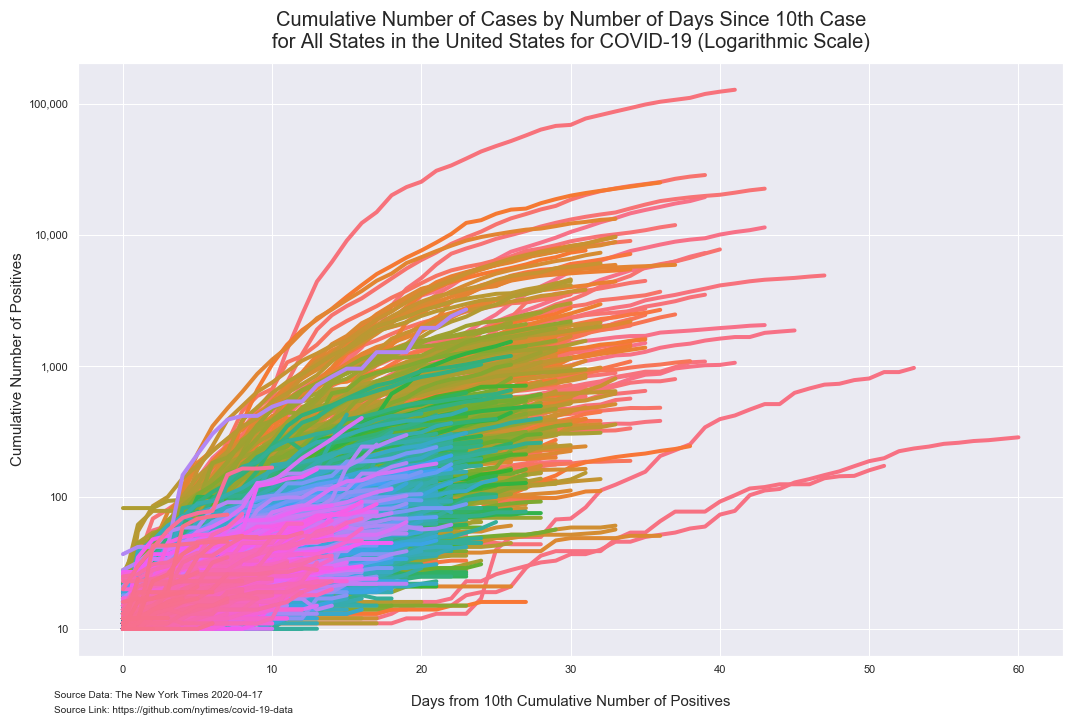 Cumulative Number of Cases by Number of Days Since 10th Case
for All States in the United States for COVID-19 (Logarithmic Scale)
Cumulative Number of Positives
100,000
10,000
1,000
100
10
0 10 20 30 40 50 60
Days from 10th Cumulative Number of Positives
Source Data: The New York Times 2020-04-17
Source Link: https://github.com/nytimes/covid-19-data